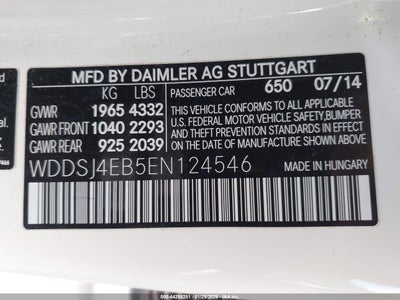 MFD BY DAIMLER AG STUTTGART
KG LBS PASSENGER CAR 650 07/14
GVWR 1965 4332
GAWR FRONT 1040 2293
GAWR REAR 925 2039
THIS VEHICLE CONFORMS TO ALL APPLICABLE U.S. FEDERAL MOTOR VEHICLE SAFETY, BUMPER AND THEFT PREVENTION STANDARDS IN EFFECT ON THE DATE OF MANUFACTURE SHOWN ABOVE.
WDDSJ4EB5EN124546
MADE IN HUNGARY